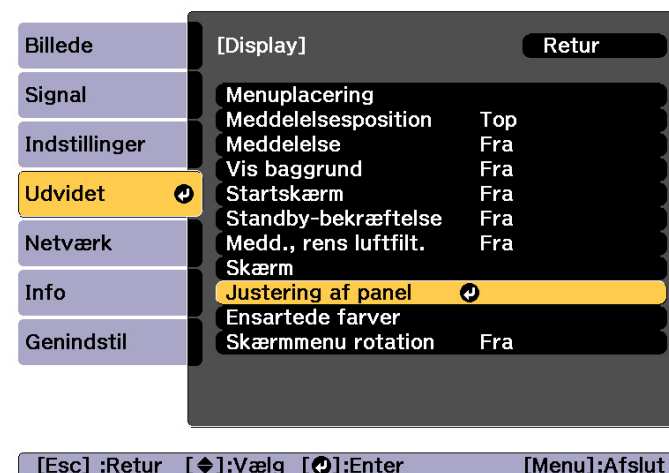 Billede
Signal
Indstillinger
Udvidet
Netværk
Info
Genindstil
[Display] Retur
Menuplacering
Meddelelsesposition Top
Meddelelse Fra
Vis baggrund Fra
Startskærm Fra
Standby-bekræftelse Fra
Medd., rens luftfilt. Fra
Skærm
Justering af panel
Ensartede farver
Skærmmenu rotation Fra
[Esc] :Retur [◆]:Vælg [↵]:Enter [Menu]:Afslut